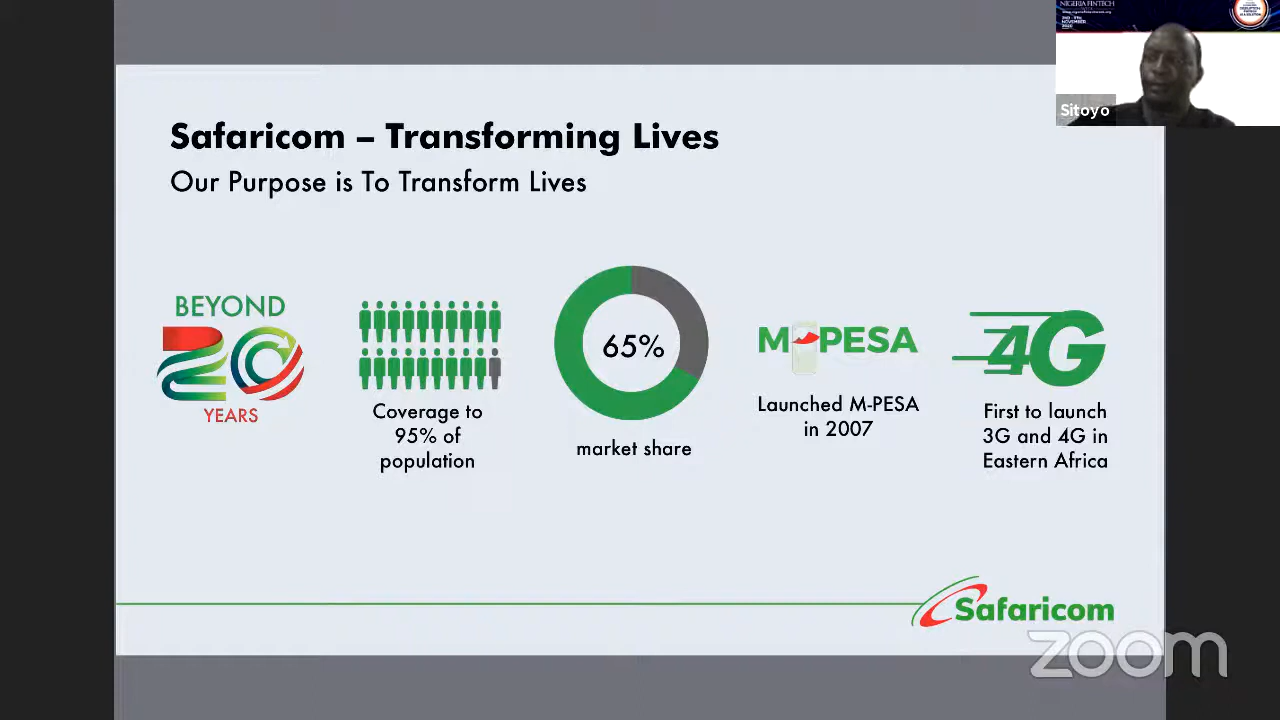 NIGERIA FINTECH
NOVEMBER
Sitoyo
Safaricom – Transforming Lives
Our Purpose is To Transform Lives
BEYOND
20
YEARS
Coverage to
95% of
population
65%
market share
M-PESA
Launched M-PESA
in 2007
4G
First to launch
3G and 4G in
Eastern Africa
Safaricom
zoom